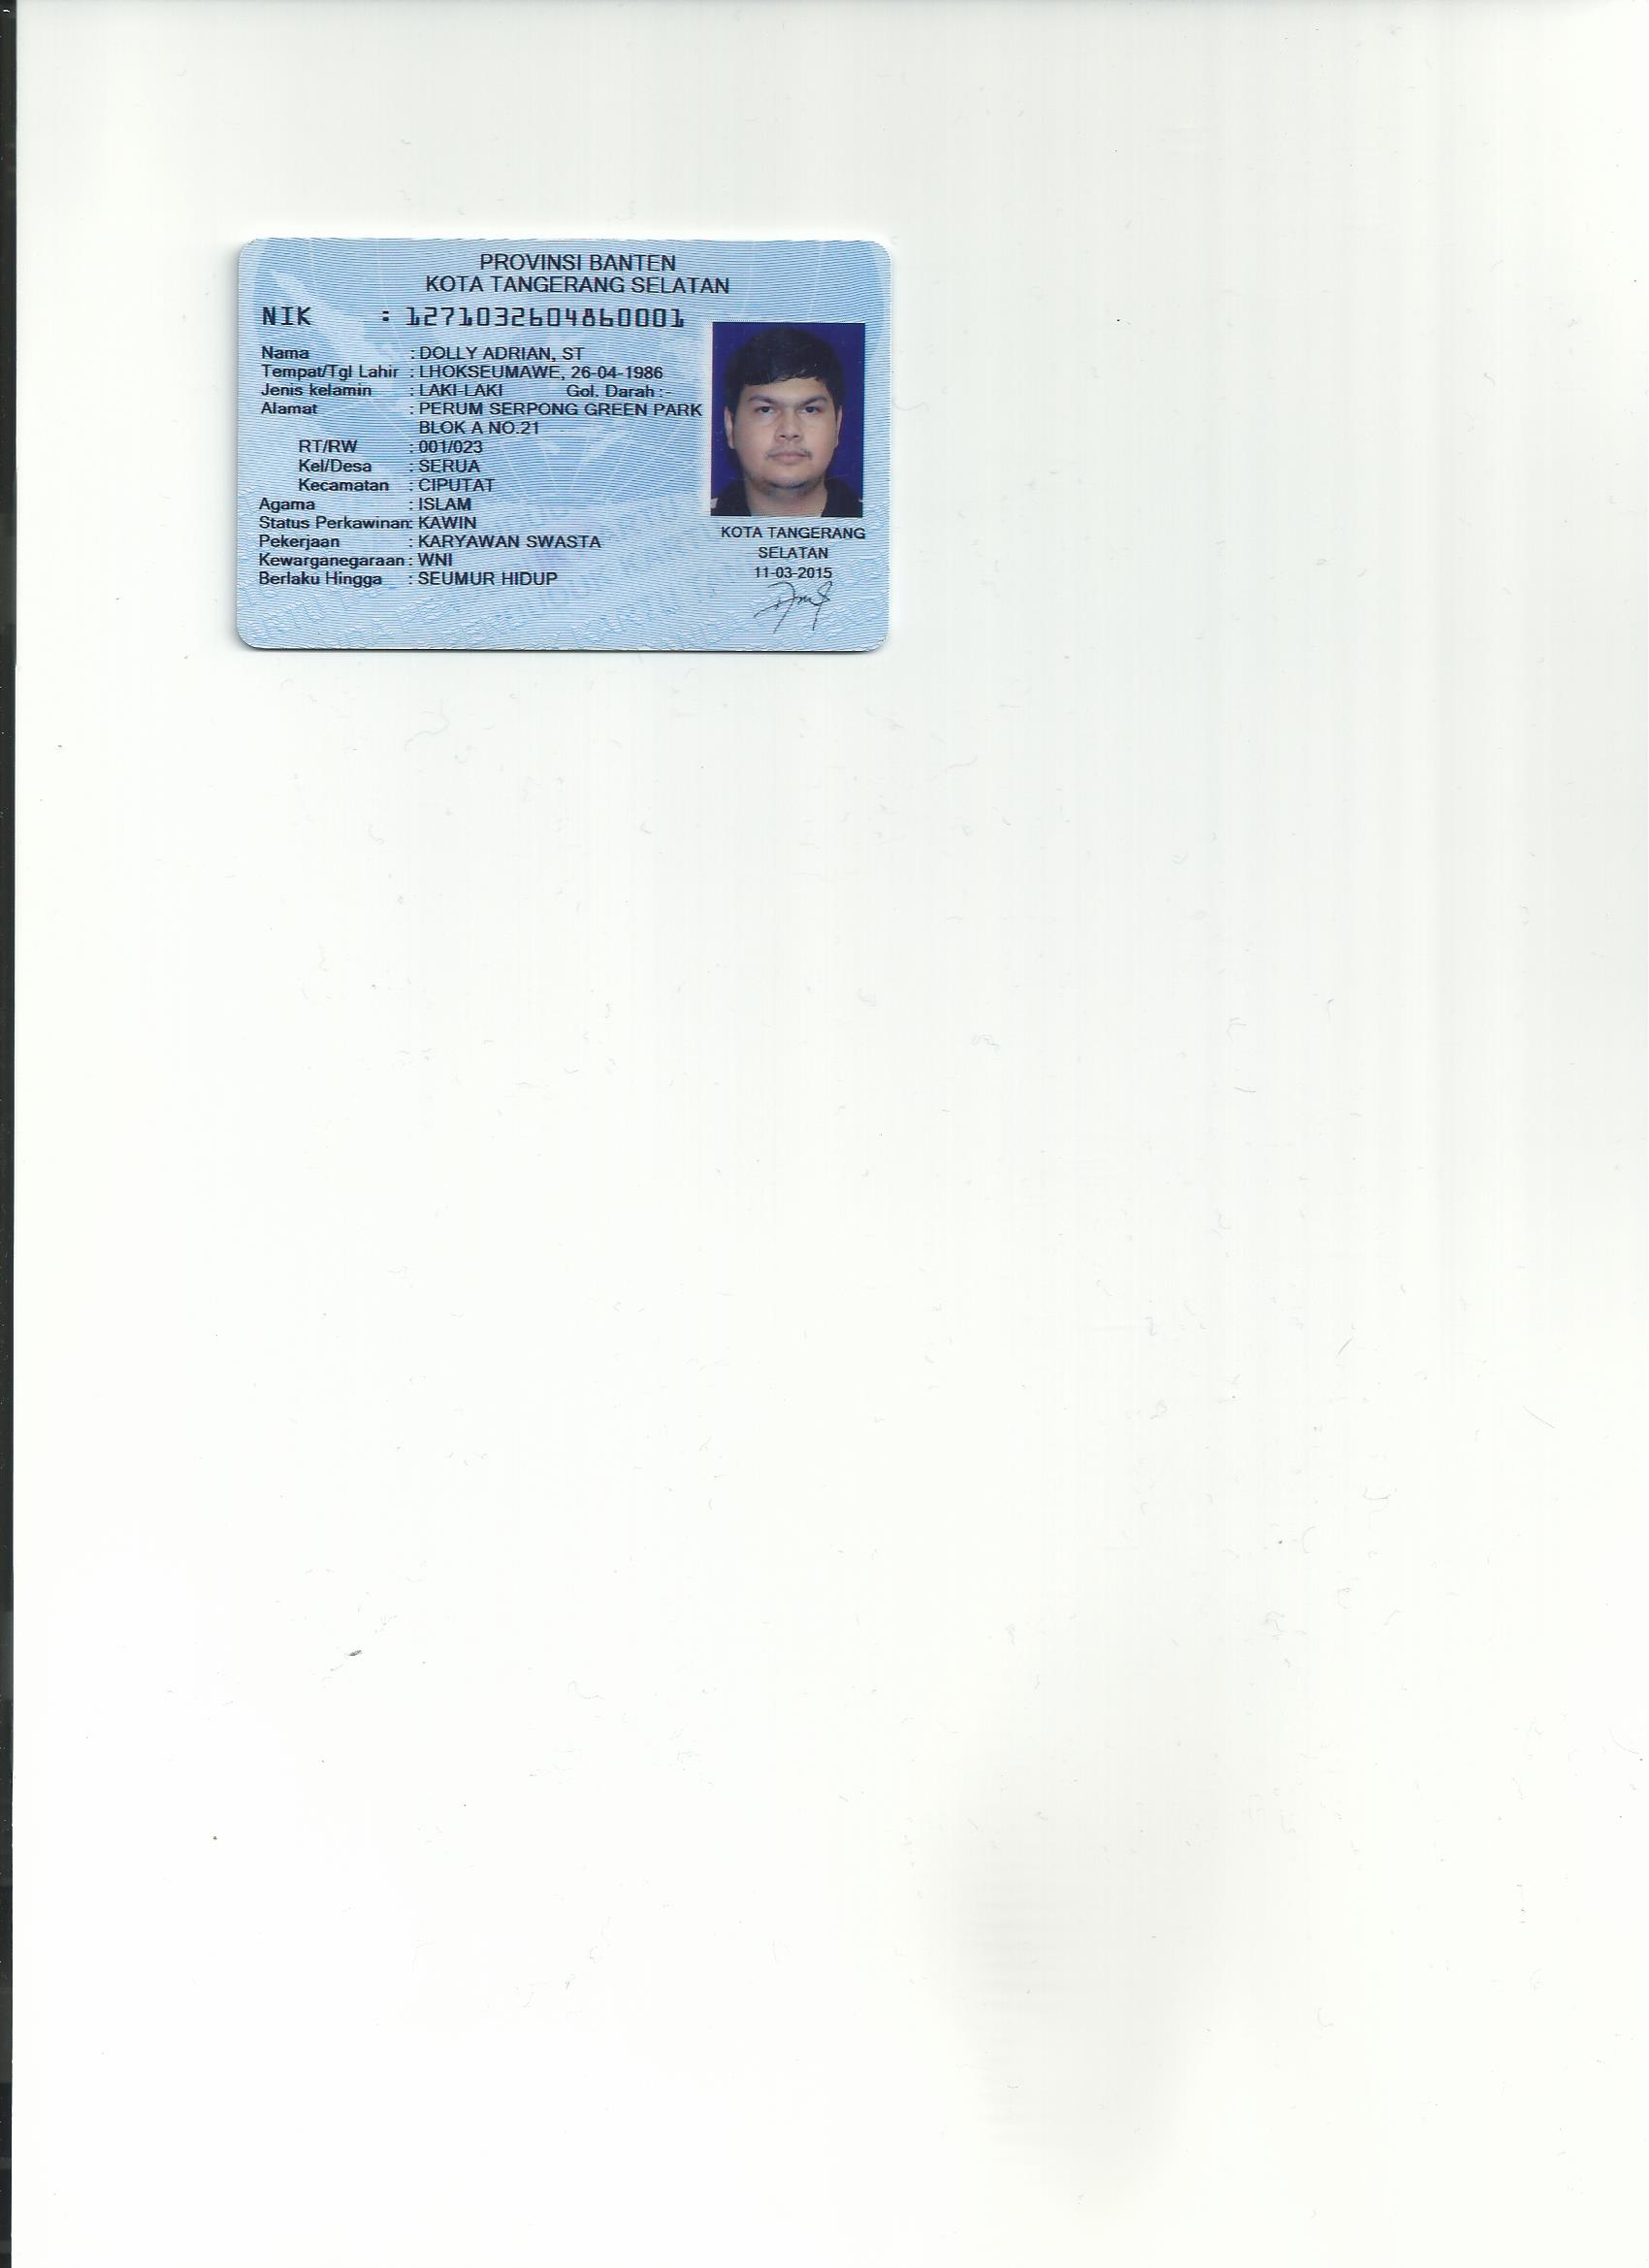 PROVINSI BANTEN
KOTA TANGERANG SELATAN
NIK : 1271032604860001
Nama : DOLLY ADRIAN, ST
Tempat/Tgl Lahir : LHOKSEUMAWE, 26-04-1986
Jenis kelamin : LAKI-LAKI Gol. Darah : -
Alamat : PERUM SERPONG GREEN PARK
BLOK A NO.21
RT/RW : 001/023
Kel/Desa : SERUA
Kecamatan : CIPUTAT
Agama : ISLAM
Status Perkawinan: KAWIN
Pekerjaan : KARYAWAN SWASTA
Kewarganegaraan : WNI
Berlaku Hingga : SEUMUR HIDUP
KOTA TANGERANG
SELATAN
11-03-2015